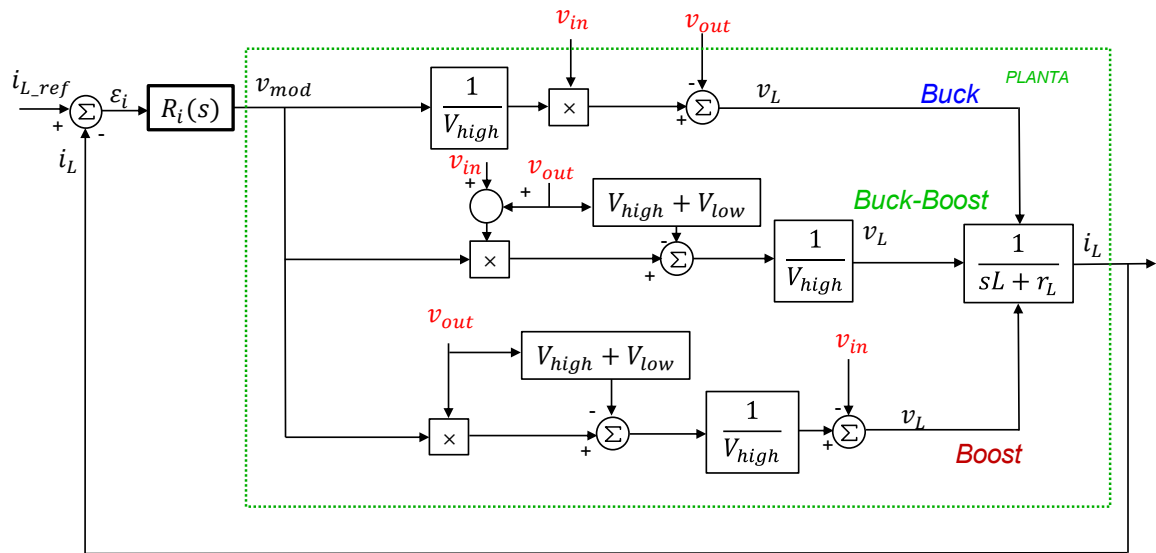 v_in
v_out
i_L_ref
ε_i
R_i(s)
v_mod
1
V_high
×
-
Σ
+
v_L
Buck
PLANTA
Σ
+
-
i_L
v_in
+
v_out
+
V_high + V_low
×
-
Σ
+
1
V_high
v_L
Buck-Boost
1
sL + r_L
i_L
v_out
V_high + V_low
×
-
Σ
+
1
V_high
v_in
-
Σ
+
v_L
Boost